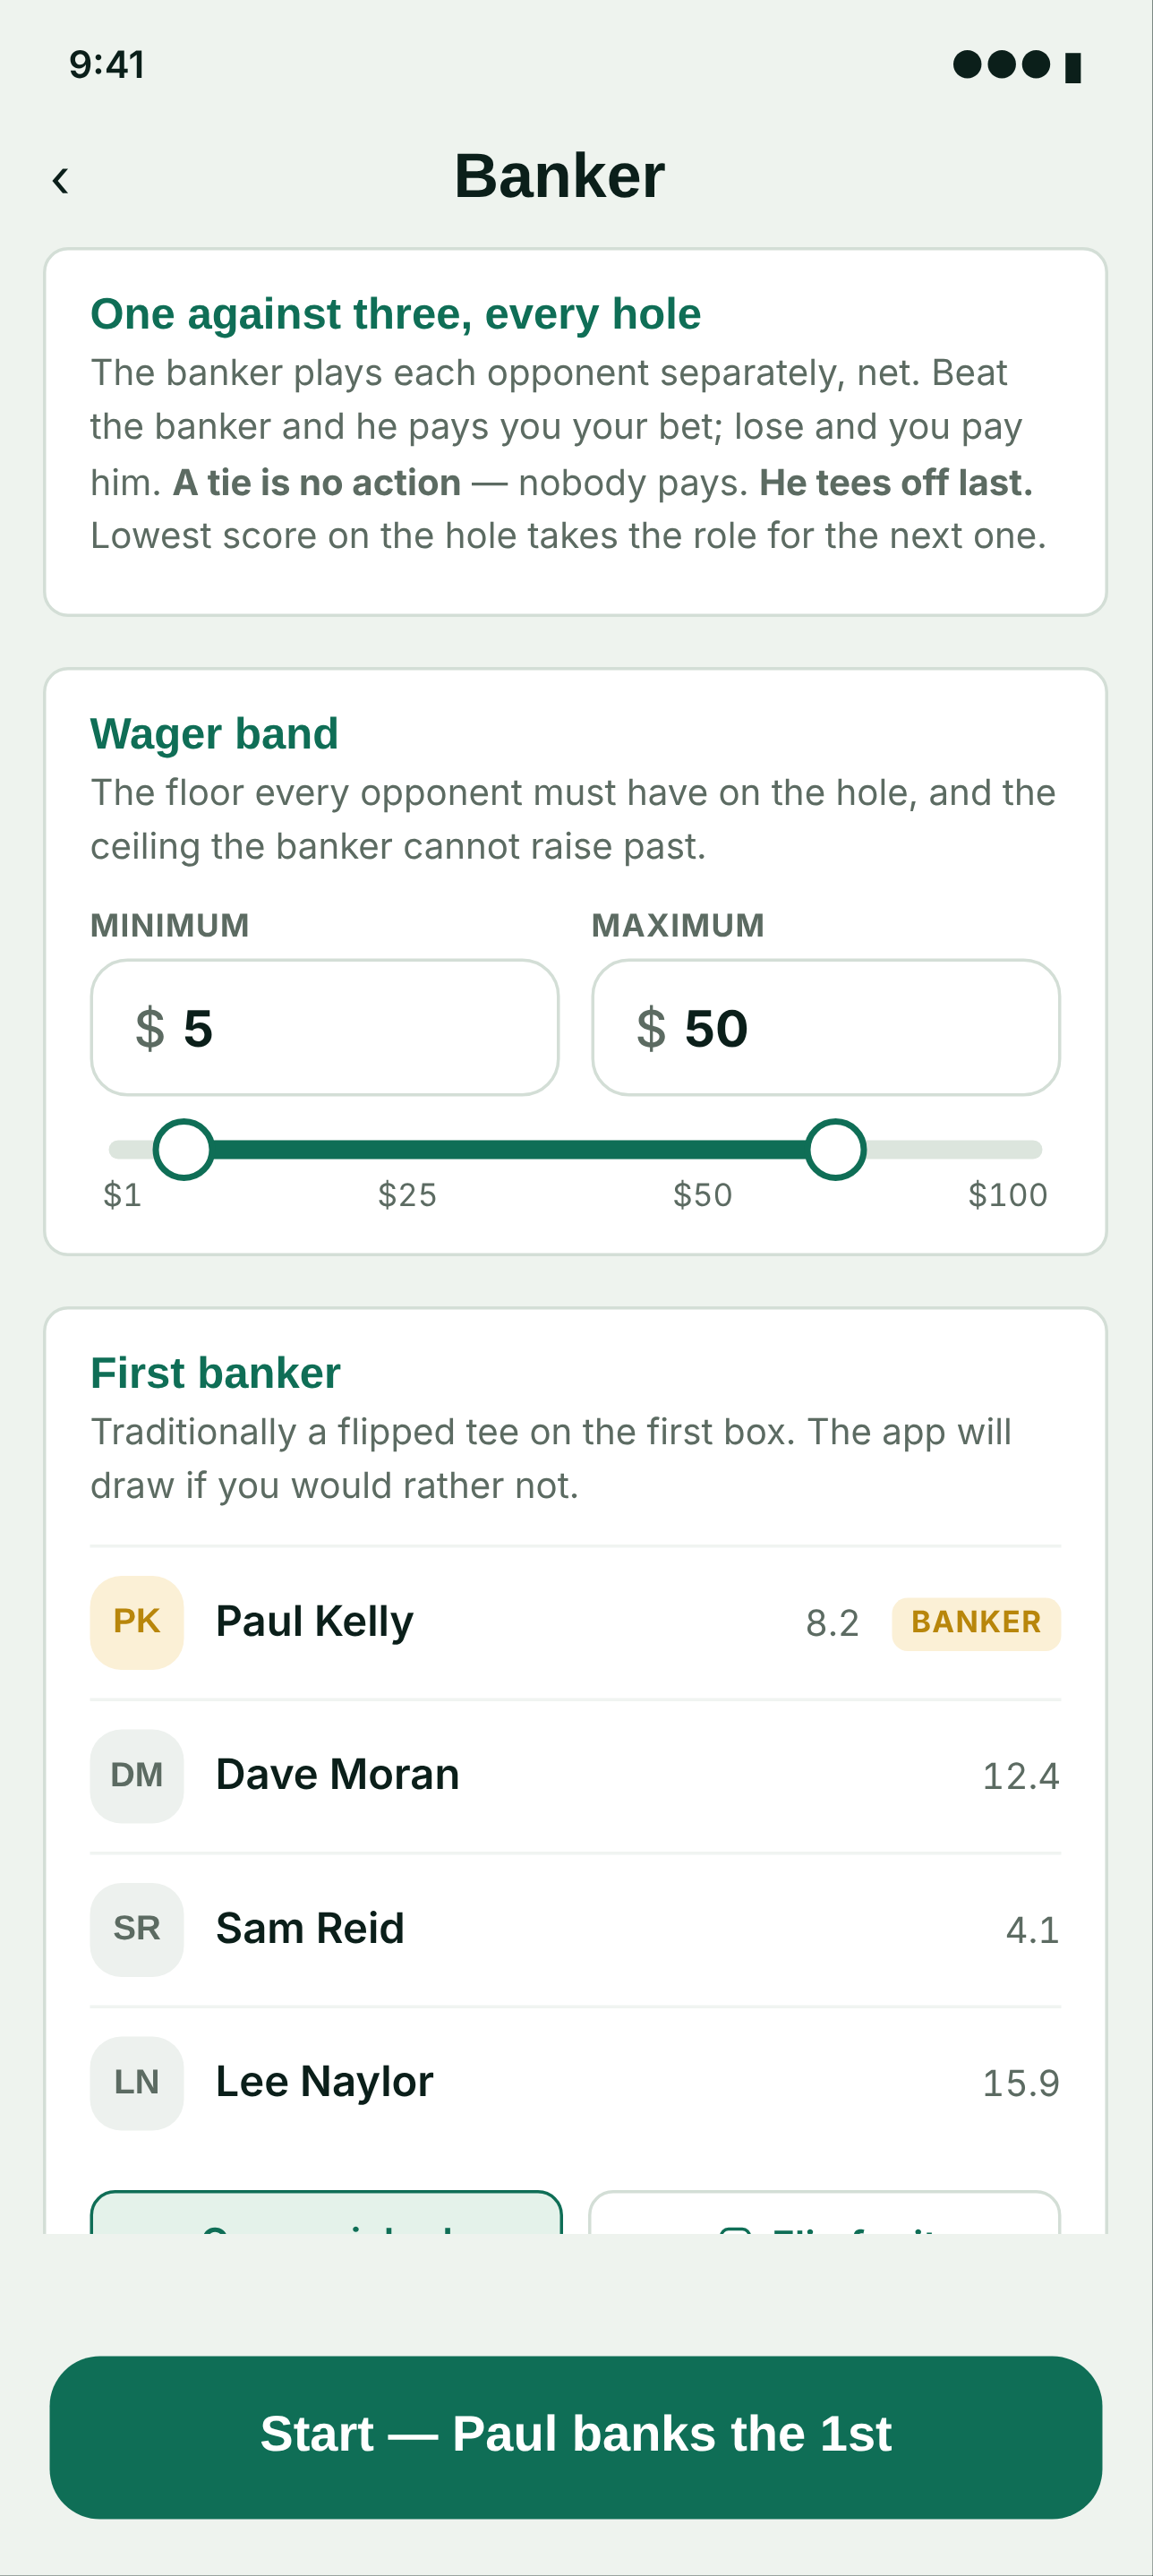 9:41
‹ Banker
One against three, every hole
The banker plays each opponent separately, net. Beat
the banker and he pays you your bet; lose and you pay
him. A tie is no action — nobody pays. He tees off last.
Lowest score on the hole takes the role for the next one.
Wager band
The floor every opponent must have on the hole, and the
ceiling the banker cannot raise past.
MINIMUM MAXIMUM
$ 5 $ 50
$1 $25 $50 $100
First banker
Traditionally a flipped tee on the first box. The app will
draw if you would rather not.
PK Paul Kelly 8.2 BANKER
DM Dave Moran 12.4
SR Sam Reid 4.1
LN Lee Naylor 15.9
Start — Paul banks the 1st